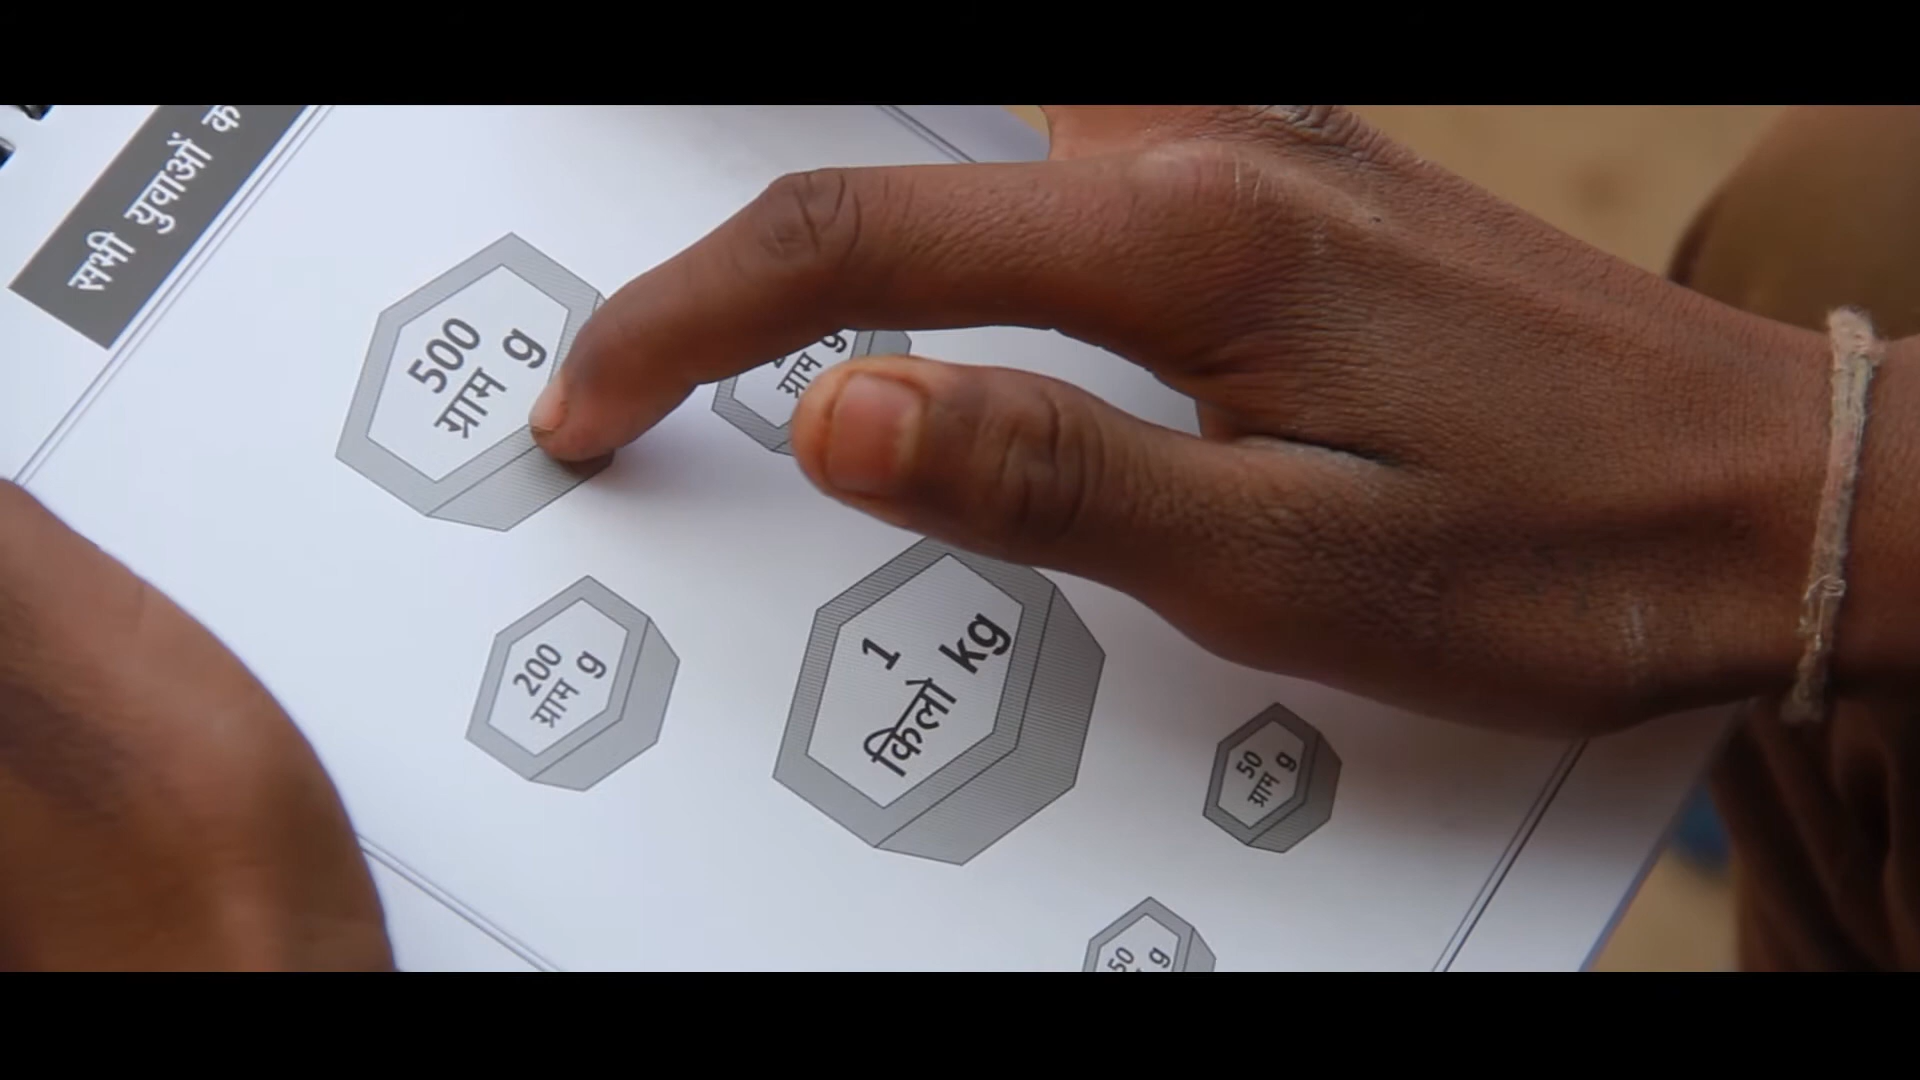 सभी युवाओं
500
ग्राम g
ग्राम g
200
ग्राम g
1
किलो kg
50
ग्राम g
50
g